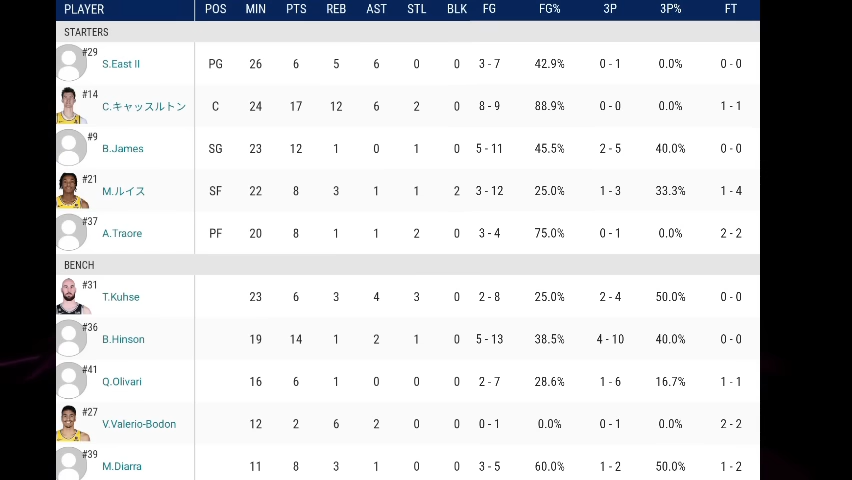 PLAYER POS MIN PTS REB AST STL BLK FG FG% 3P 3P% FT
STARTERS
#29 S.East II PG 26 6 5 6 0 0 3 - 7 42.9% 0 - 1 0.0% 0 - 0
#14 C.キャッスルトン C 24 17 12 6 2 0 8 - 9 88.9% 0 - 0 0.0% 1 - 1
#9 B.James SG 23 12 1 0 1 0 5 - 11 45.5% 2 - 5 40.0% 0 - 0
#21 M.ルイス SF 22 8 3 1 1 2 3 - 12 25.0% 1 - 3 33.3% 1 - 4
#37 A.Traore PF 20 8 1 1 2 0 3 - 4 75.0% 0 - 1 0.0% 2 - 2
BENCH
#31 T.Kuhse 23 6 3 4 3 0 2 - 8 25.0% 2 - 4 50.0% 0 - 0
#36 B.Hinson 19 14 1 2 1 0 5 - 13 38.5% 4 - 10 40.0% 0 - 0
#41 Q.Olivari 16 6 1 0 0 0 2 - 7 28.6% 1 - 6 16.7% 1 - 1
#27 V.Valerio-Bodon 12 2 6 2 0 0 0 - 1 0.0% 0 - 1 0.0% 2 - 2
#39 M.Diarra 11 8 3 1 0 0 3 - 5 60.0% 1 - 2 50.0% 1 - 2